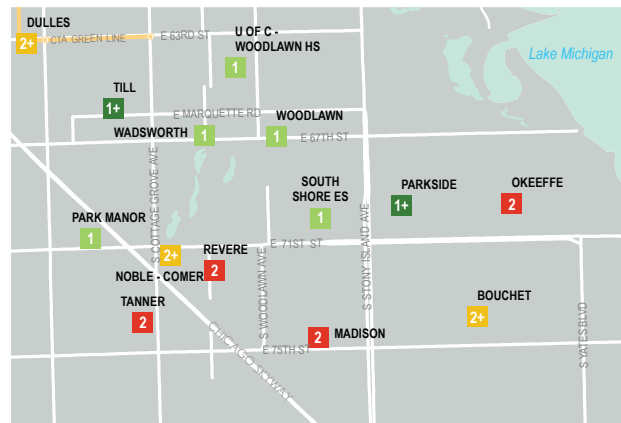 DULLES
2+
CTA GREEN LINE
E 63RD ST
U OF C -
WOODLAWN HS
1
Lake Michigan
TILL
1+
E MARQUETTE RD
WOODLAWN
WADSWORTH
1
1
E 67TH ST
S COTTAGE GROVE AVE
SOUTH
SHORE ES
1
PARKSIDE
1+
OKEEFFE
2
S STONY ISLAND AVE
PARK MANOR
1
E 71ST ST
2+
NOBLE - COMER
REVERE
2
S WOODLAWN AVE
TANNER
2
CHICAGO SKYWAY
BOUCHET
2+
2
MADISON
E 75TH ST
S YATES BLVD